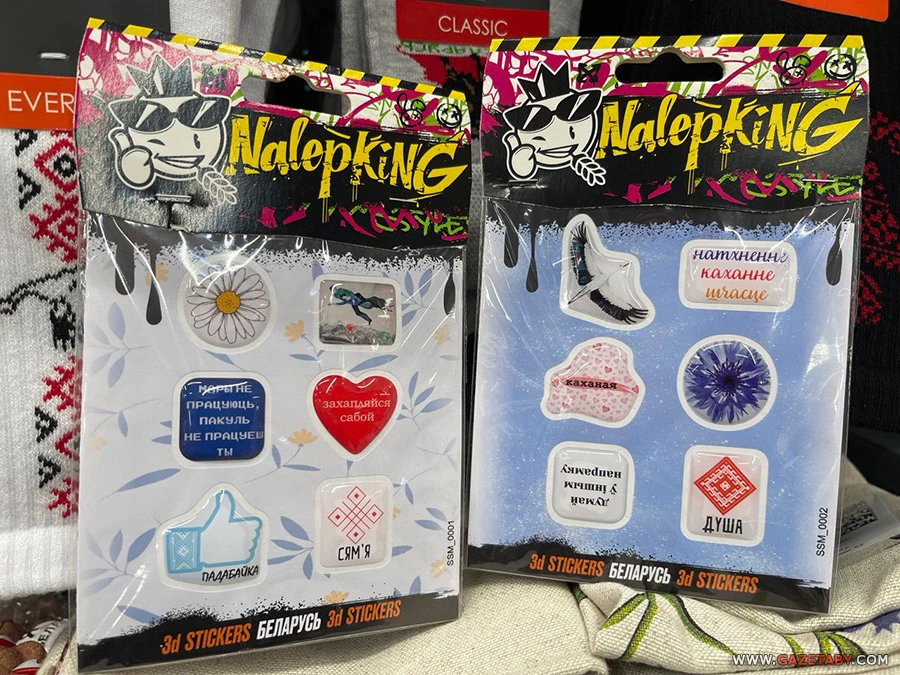 CLASSIC
EVER
NalepKiNG
МАРЫ НЕ
ПРАЦУЮЦЬ,
ПАКУЛЬ
НЕ ПРАЦУЕШ
ТЫ
захапляйся
сабой
ПАДАБАЙКА
СЯМ'Я
SSM_0001
3d STICKERS БЕЛАРУСЬ 3d STICKERS
NalepKiNG
натхненне
каханне
шчасце
каханая
думай
ў іншым
напрамку
ДУША
SSM_0002
3d STICKERS БЕЛАРУСЬ 3d STICKERS
WWW.GAZETABY.COM